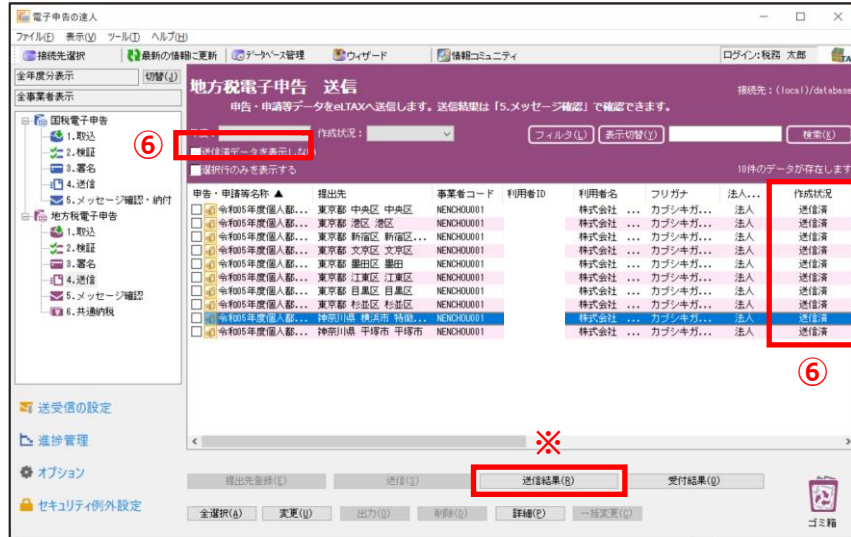 電子申告の達人
ファイル(F) 表示(V) ツール(T) ヘルプ(H)
接続先選択 最新の情報に更新 データベース管理 ウィザード 情報コミュニティ ログイン:税務 太郎
全年度分表示 切替(J)
全事業者表示
国税電子申告
1.取込
2.検証
3.署名
4.送信
5.メッセージ確認・納付
地方税電子申告
1.取込
2.検証
3.署名
4.送信
5.メッセージ確認
6.共通納税
送受信の設定
進捗管理
オプション
セキュリティ例外設定
地方税電子申告 送信 接続先：(local)/database
申告・申請等データをeLTAXへ送信します。送信結果は「5.メッセージ確認」で確認できます。
作成状況： フィルタ(L) 表示切替(Y) 検索(K)
⑥ 送信済データを表示しない
選択行のみを表示する 10件のデータが存在します
申告・申請等名称 ▲ 提出先 事業者コード 利用者ID 利用者名 フリガナ 法人... 作成状況
令和05年度個人都... 東京都 中央区 中央区 NENCHOU001 株式会社 ... カブシキガ... 法人 送信済
令和05年度個人都... 東京都 港区 港区 NENCHOU001 株式会社 ... カブシキガ... 法人 送信済
令和05年度個人都... 東京都 新宿区 新宿区... NENCHOU001 株式会社 ... カブシキガ... 法人 送信済
令和05年度個人都... 東京都 文京区 文京区 NENCHOU001 株式会社 ... カブシキガ... 法人 送信済
令和05年度個人都... 東京都 墨田区 墨田 NENCHOU001 株式会社 ... カブシキガ... 法人 送信済
令和05年度個人都... 東京都 江東区 江東区 NENCHOU001 株式会社 ... カブシキガ... 法人 送信済
令和05年度個人都... 東京都 目黒区 目黒区 NENCHOU001 株式会社 ... カブシキガ... 法人 送信済
令和05年度個人都... 東京都 杉並区 杉並区 NENCHOU001 株式会社 ... カブシキガ... 法人 送信済
令和05年度個人都... 神奈川県 横浜市 特徴... NENCHOU001 株式会社 ... カブシキガ... 法人 送信済
令和05年度個人都... 神奈川県 平塚市 平塚市 NENCHOU001 株式会社 ... カブシキガ... 法人 送信済
⑥
※
提出先登録(E) 送信(S) 送信結果(R) 受付結果(Q)
全選択(A) 変更(U) 出力(O) 削除(D) 詳細(P) 一括変更(C)
ゴミ箱